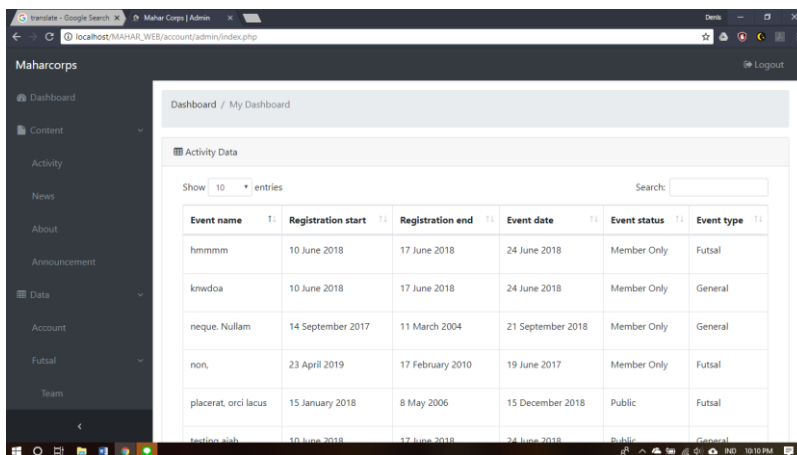 translate - Google Search
Mahar Corps | Admin
Denis
localhost/MAHAR_WEB/account/admin/index.php
Maharcorps
Logout
Dashboard
Content
Activity
News
About
Announcement
Data
Account
Futsal
Team
Dashboard / My Dashboard
Activity Data
Show 10 entries
Search:
Event name Registration start Registration end Event date Event status Event type
hmmmm 10 June 2018 17 June 2018 24 June 2018 Member Only Futsal
knwdoa 10 June 2018 17 June 2018 24 June 2018 Member Only General
neque. Nullam 14 September 2017 11 March 2004 21 September 2018 Member Only General
non, 23 April 2019 17 February 2010 19 June 2017 Member Only Futsal
placerat, orci lacus 15 January 2018 8 May 2006 15 December 2018 Public Futsal
testing ajah 10 June 2018 17 June 2018 24 June 2018 Public General
IND 10:10 PM